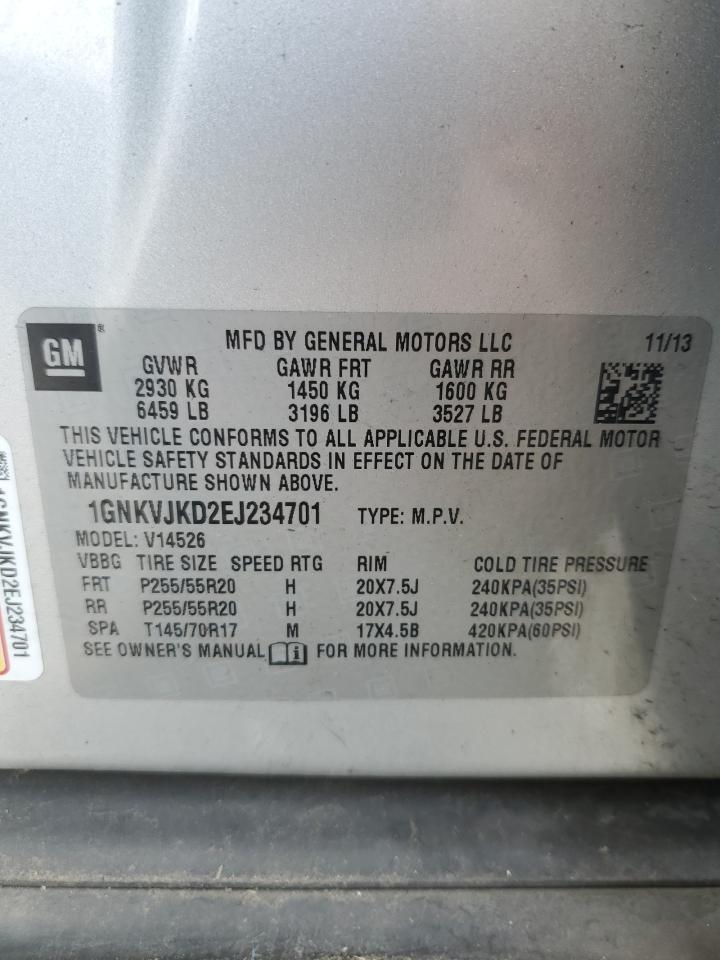 GM ®
MFD BY GENERAL MOTORS LLC 11/13
GVWR GAWR FRT GAWR RR
2930 KG 1450 KG 1600 KG
6459 LB 3196 LB 3527 LB
THIS VEHICLE CONFORMS TO ALL APPLICABLE U.S. FEDERAL MOTOR
VEHICLE SAFETY STANDARDS IN EFFECT ON THE DATE OF
MANUFACTURE SHOWN ABOVE.
1GNKVJKD2EJ234701 TYPE: M.P.V.
MODEL: V14526
VBBG TIRE SIZE SPEED RTG RIM COLD TIRE PRESSURE
FRT P255/55R20 H 20X7.5J 240KPA(35PSI)
RR P255/55R20 H 20X7.5J 240KPA(35PSI)
SPA T145/70R17 M 17X4.5B 420KPA(60PSI)
SEE OWNER'S MANUAL i FOR MORE INFORMATION.
1GNKVJKD2EJ234701